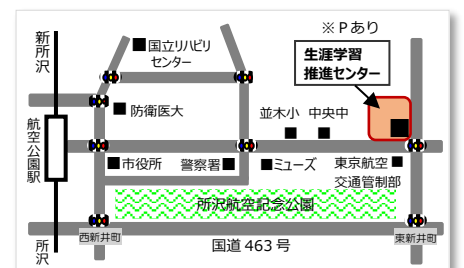 ※Pあり
新所沢
国立リハビリ
センター
生涯学習
推進センター
防衛医大
並木小
中央中
航空公園駅
市役所
警察署
ミューズ
東京航空
交通管制部
所沢航空記念公園
西新井町
東新井町
国道463号
所沢